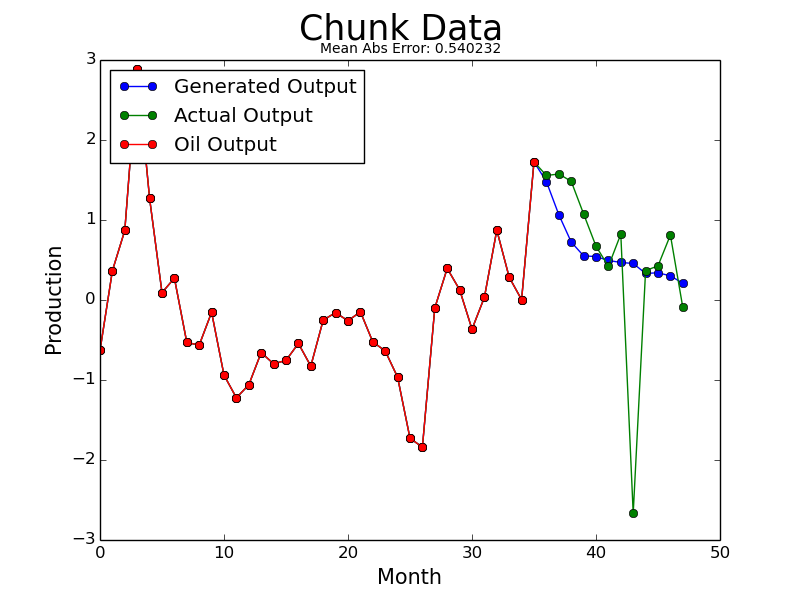 Chunk Data
Mean Abs Error: 0.540232
Generated Output
Actual Output
Oil Output
3
2
1
0
−1
−2
−3
Production
0 10 20 30 40 50
Month